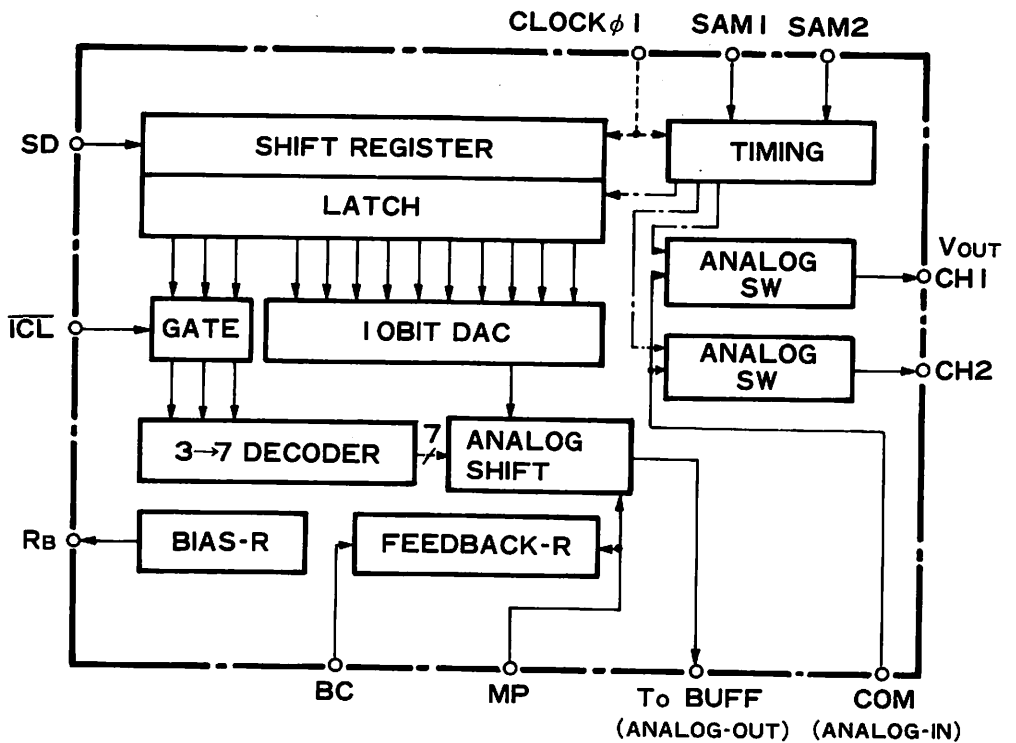 CLOCKφ1 SAM1 SAM2
SD
SHIFT REGISTER
TIMING
LATCH
ANALOG
SW
VOUT
CH1
ICL
GATE
10BIT DAC
ANALOG
SW
CH2
3→7 DECODER
7
ANALOG
SHIFT
RB
BIAS-R
FEEDBACK-R
BC
MP
To BUFF
(ANALOG-OUT)
COM
(ANALOG-IN)